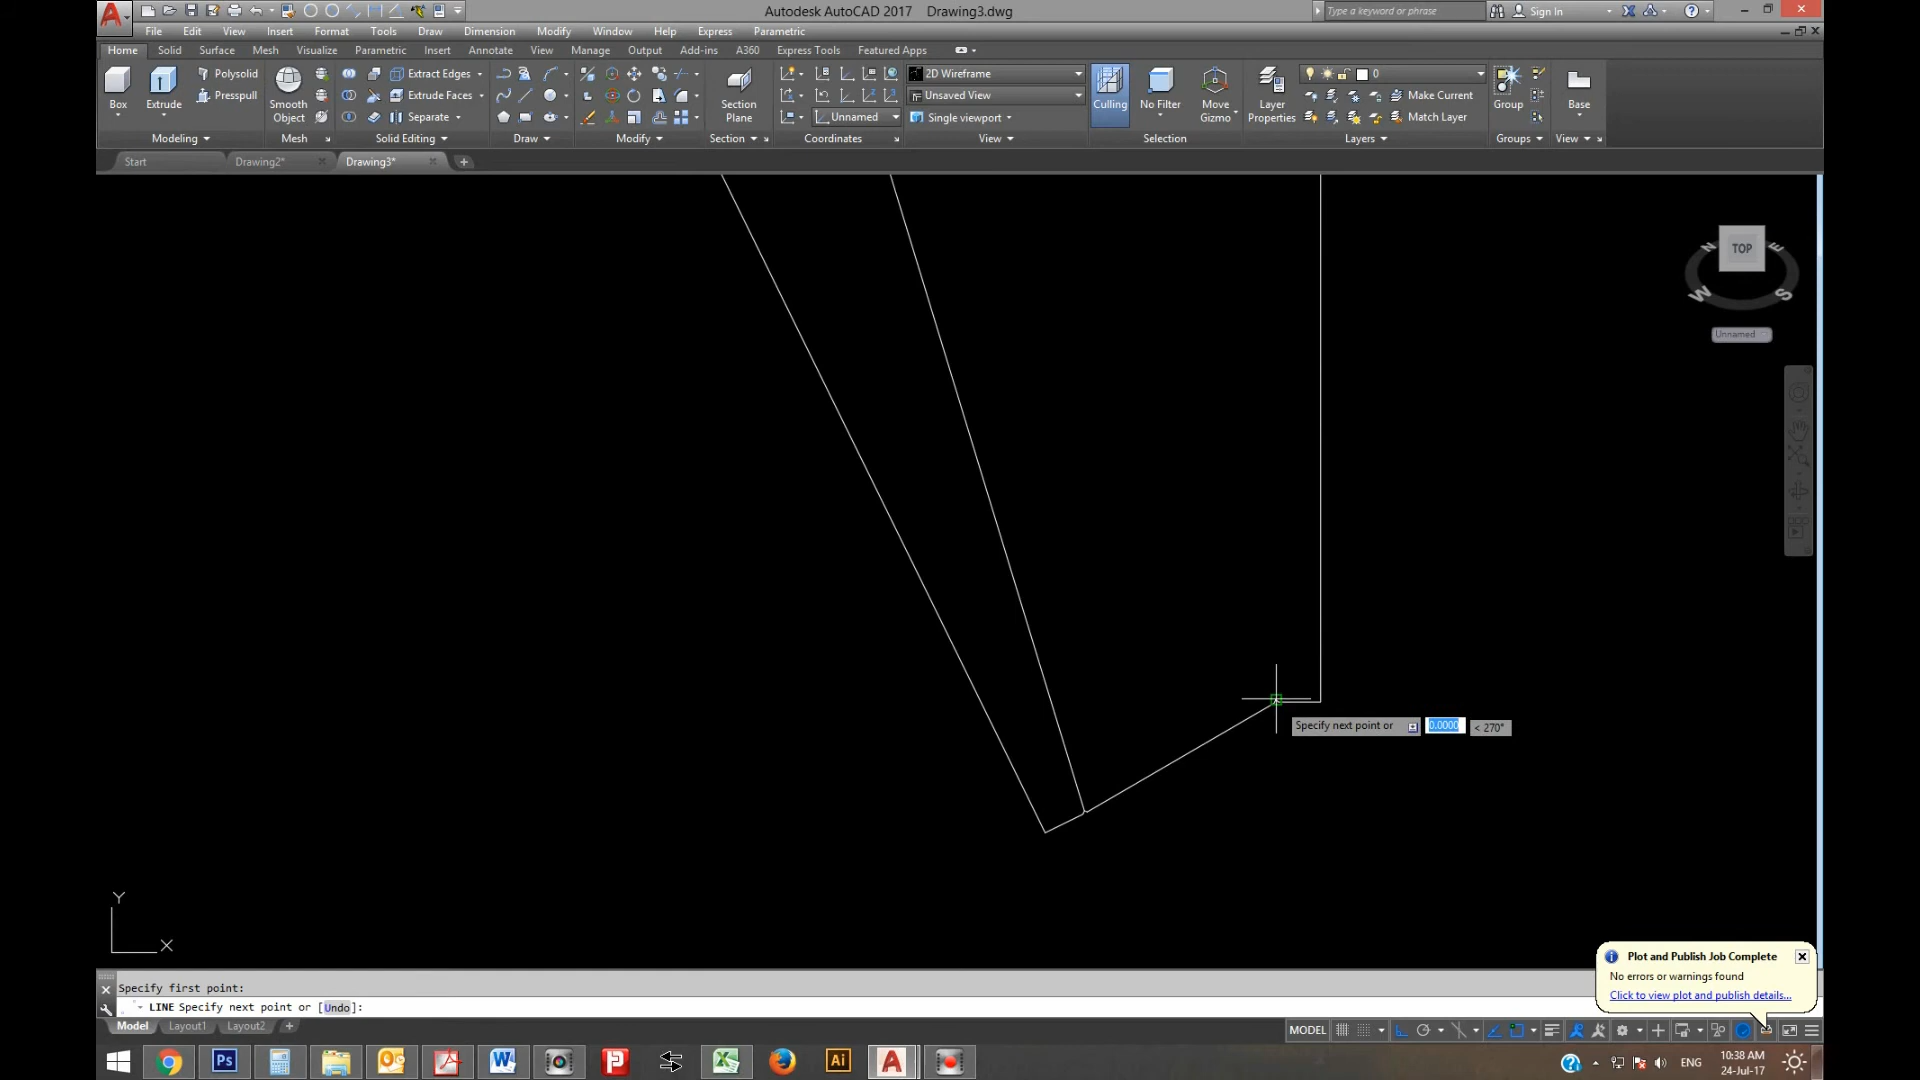 Autodesk AutoCAD 2017 Drawing3.dwg
Type a keyword or phrase
Sign In
File Edit View Insert Format Tools Draw Dimension Modify Window Help Express Parametric
Home Solid Surface Mesh Visualize Parametric Insert Annotate View Manage Output Add-ins A360 Express Tools Featured Apps
Polysolid Extract Edges 2D Wireframe 0
Presspull Extrude Faces Unsaved View Make Current
Box Extrude Smooth Object Separate Section Plane Unnamed Single viewport Culling No Filter Move Gizmo Layer Properties Match Layer Group Base
Modeling Mesh Solid Editing Draw Modify Section Coordinates View Selection Layers Groups View
Start Drawing2* Drawing3* +
N E
TOP
W S
Unnamed
Specify next point or 0.0000 < 270°
Y
X
Plot and Publish Job Complete
No errors or warnings found
Click to view plot and publish details...
Specify first point:
LINE Specify next point or [Undo]:
Model Layout1 Layout2 +
MODEL
Ps
Ai
ENG
10:38 AM
24-Jul-17